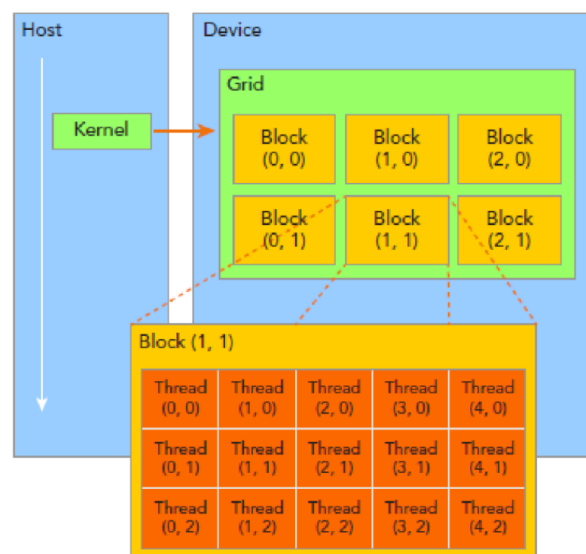 Host
Device
Grid
Kernel
Block
(0, 0)
Block
(1, 0)
Block
(2, 0)
Block
(0, 1)
Block
(1, 1)
Block
(2, 1)
Block (1, 1)
Thread
(0, 0)
Thread
(1, 0)
Thread
(2, 0)
Thread
(3, 0)
Thread
(4, 0)
Thread
(0, 1)
Thread
(1, 1)
Thread
(2, 1)
Thread
(3, 1)
Thread
(4, 1)
Thread
(0, 2)
Thread
(1, 2)
Thread
(2, 2)
Thread
(3, 2)
Thread
(4, 2)